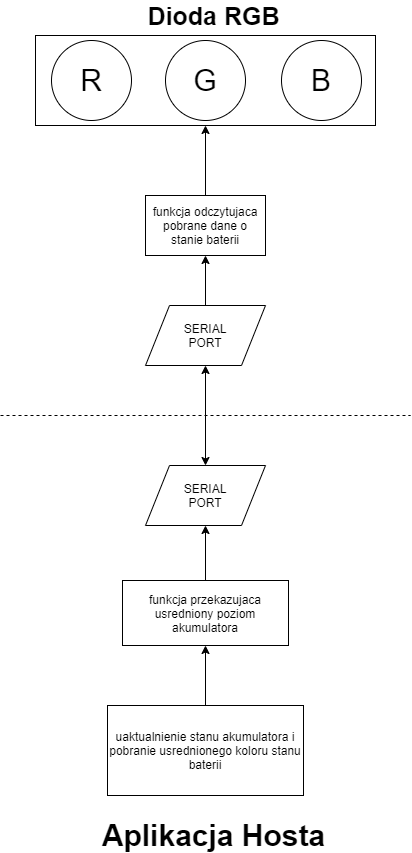 Dioda RGB
R G B
funkcja odczytujaca
pobrane dane o
stanie baterii
SERIAL
PORT
SERIAL
PORT
funkcja przekazujaca
usredniony poziom
akumulatora
uaktualnienie stanu akumulatora i
pobranie usrednionego koloru stanu
baterii
Aplikacja Hosta